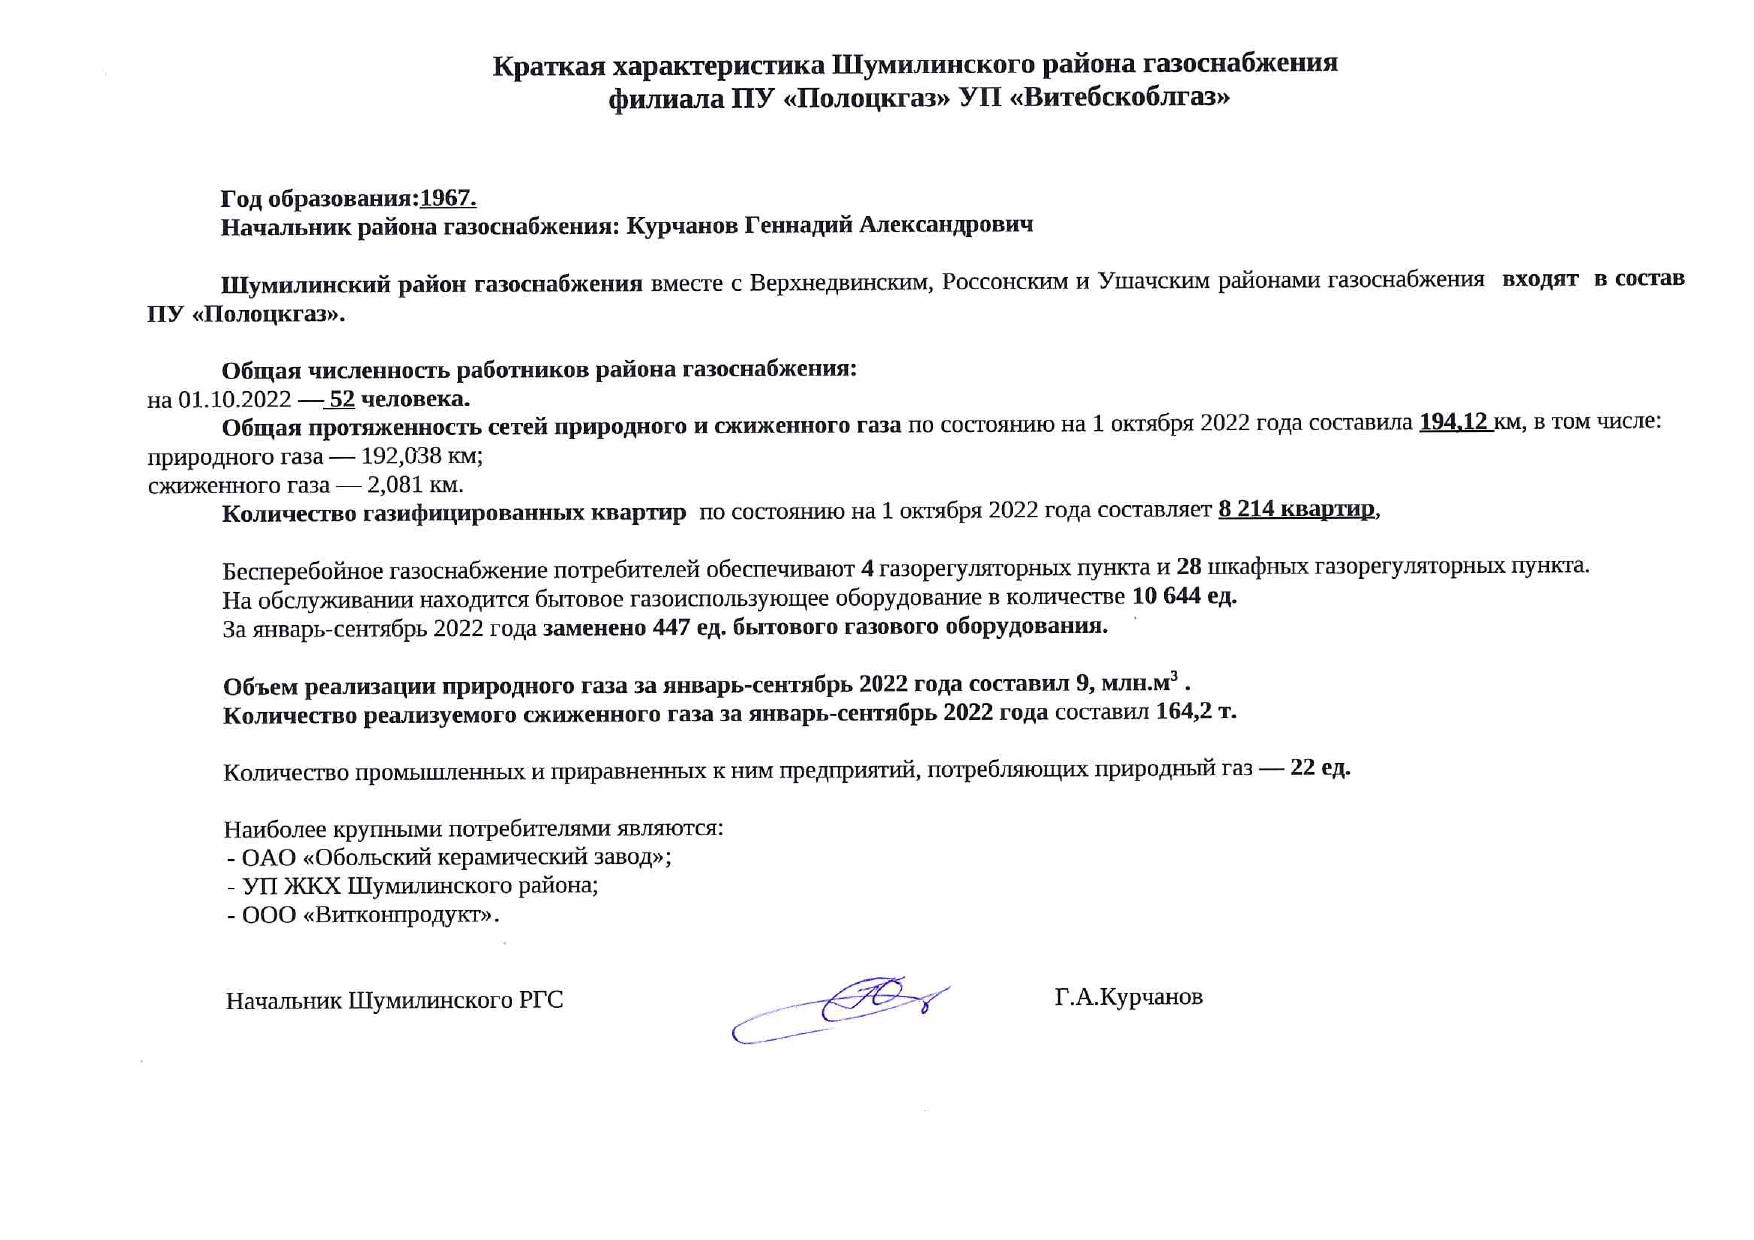 Краткая характеристика Шумилинского района газоснабжения
филиала ПУ «Полоцкгаз» УП «Витебскоблгаз»
Год образования:1967.
Начальник района газоснабжения: Курчанов Геннадий Александрович
Шумилинский район газоснабжения вместе с Верхнедвинским, Россонским и Ушачским районами газоснабжения входят в состав
ПУ «Полоцкгаз».
Общая численность работников района газоснабжения:
на 01.10.2022 — 52 человека.
Общая протяженность сетей природного и сжиженного газа по состоянию на 1 октября 2022 года составила 194,12 км, в том числе:
природного газа — 192,038 км;
сжиженного газа — 2,081 км.
Количество газифицированных квартир по состоянию на 1 октября 2022 года составляет 8 214 квартир,
Бесперебойное газоснабжение потребителей обеспечивают 4 газорегуляторных пункта и 28 шкафных газорегуляторных пункта.
На обслуживании находится бытовое газоиспользующее оборудование в количестве 10 644 ед.
За январь-сентябрь 2022 года заменено 447 ед. бытового газового оборудования.
Объем реализации природного газа за январь-сентябрь 2022 года составил 9, млн.м³ .
Количество реализуемого сжиженного газа за январь-сентябрь 2022 года составил 164,2 т.
Количество промышленных и приравненных к ним предприятий, потребляющих природный газ — 22 ед.
Наиболее крупными потребителями являются:
- ОАО «Обольский керамический завод»;
- УП ЖКХ Шумилинского района;
- ООО «Витконпродукт».
Начальник Шумилинского РГС Г.А.Курчанов